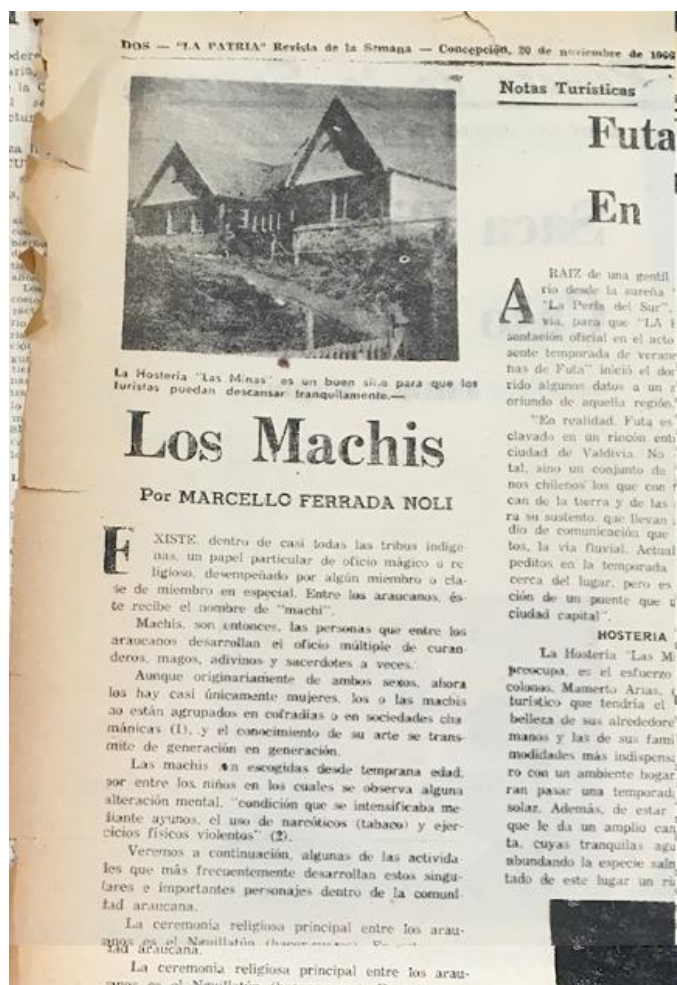 DOS — "LA PATRIA" Revista de la Semana — Concepción, 20 de noviembre de 1966
La Hostería "Las Minas" es un buen sitio para que los
turistas puedan descansar tranquilamente.—
Los Machis
Por MARCELLO FERRADA NOLI
EXISTE, dentro de casi todas las tribus indíge-
nas, un papel particular de oficio mágico o re-
ligioso, desempeñado por algún miembro o cla-
se de miembro en especial. Entre los araucanos, és-
te recibe el nombre de "machi".
Machis, son entonces, las personas que entre los
araucanos desarrollan el oficio múltiple de curan
deros, magos, adivinos y sacerdotes a veces.
Aunque originariamente de ambos sexos, ahora
los hay casi únicamente mujeres, los o las machis
no están agrupados en cofradías o en sociedades cha
mánicas (1), y el conocimiento de su arte se trans-
mite de generación en generación.
Las machis son escogidas desde temprana edad,
por entre los niños en los cuales se observa alguna
alteración mental, "condición que se intensificaba me
diante ayunos, el uso de narcóticos (tabaco) y ejer-
cicios físicos violentos" (2).
Veremos a continuación, algunas de las activida
des que más frecuentemente desarrollan estos singu-
lares e importantes personajes dentro de la comuni
dad araucana.
La ceremonia religiosa principal entre los arau-
canos es el Nguillatún
dad araucana.
La ceremonia religiosa principal entre los arau-
Notas Turísticas
Futa
En
A RAIZ de una gentil
rio desde la sureña
"La Perla del Sur",
via, para que "LA
sentación oficial en el acto
sente temporada de verane
ñas de Futa" inició el dor
rido algunos datos a un
oriundo de aquella región.
"En realidad, Futa es
clavado en un rincón ent
ciudad de Valdivia. No
tal, sino un conjunto de
nos chilenos los que con
can de la tierra y de las
ra su sustento, que llevan
dio de comunicación que
tos, la vía fluvial. Actual
peditos en la temporada
cerca del lugar, pero es
ción de un puente que
ciudad capital".
HOSTERIA
La Hostería "Las Mi
preocupa, es el esfuerzo
colonos, Mamerto Arias,
turístico que tendría el
belleza de sus alrededore
manos y las de sus fami
modidades más indispensa
ro con un ambiente hogar
ran pasar una temporad
solaz. Además, de estar
que le da un amplio can
ta, cuyas tranquilas agu
abundando la especie salm
tado de este lugar un